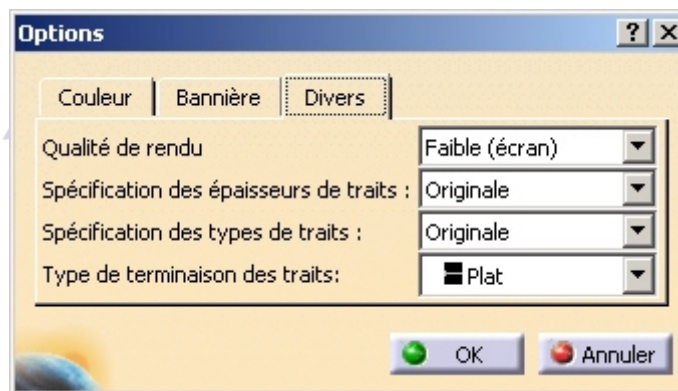 Options
Couleur Bannière Divers
Qualité de rendu Faible (écran)
Spécification des épaisseurs de traits : Originale
Spécification des types de traits : Originale
Type de terminaison des traits: Plat
OK Annuler